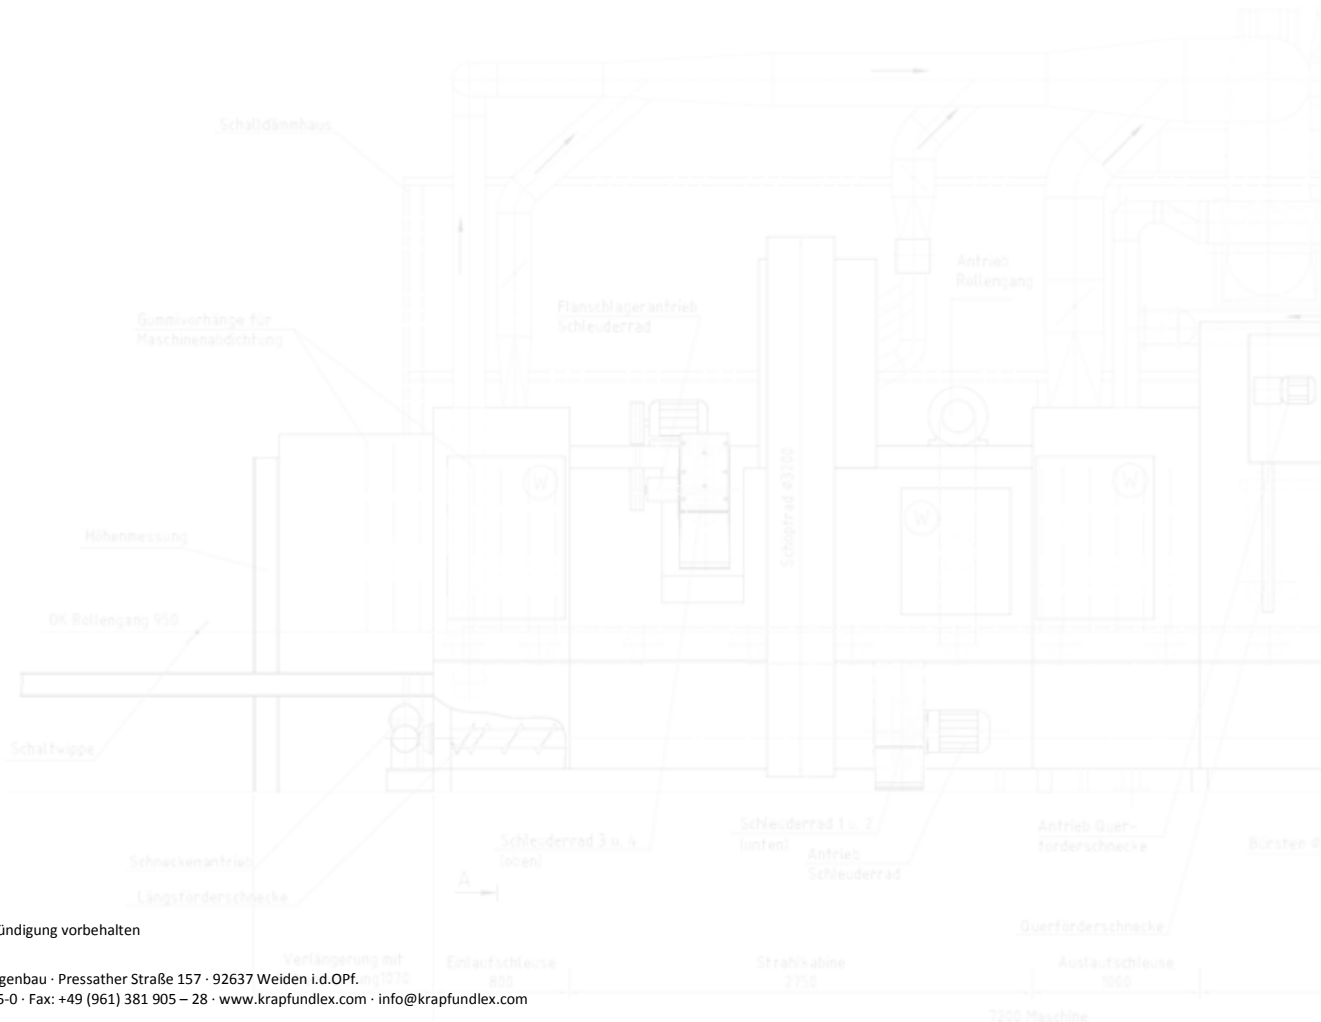 Schalldämmhaus
Antrieb
Rollengang
Flanschlagerantrieb
Schleuderrad
Gummivorhänge für
Maschinenabdichtung
W
W
W
Schöpfrad Φ3200
Höhenmessung
OK Rollengang 950
Schaltwippe
Schleuderrad 1 u. 2
(unten)
Antrieb
Schleuderrad
Antrieb Quer-
förderschnecke
Schleuderrad 3 u. 4
(oben)
Bürsten
Schneckenantrieb
A
Längsförderschnecke
Querförderschnecke
ündigung vorbehalten
Verlängerung mit
Einlaufschleuse
800
Strahlkabine
2750
Auslaufschleuse
1000
genbau · Pressather Straße 157 · 92637 Weiden i.d.OPf.
5-0 · Fax: +49 (961) 381 905 – 28 · www.krapfundlex.com · info@krapfundlex.com
7200 Maschine